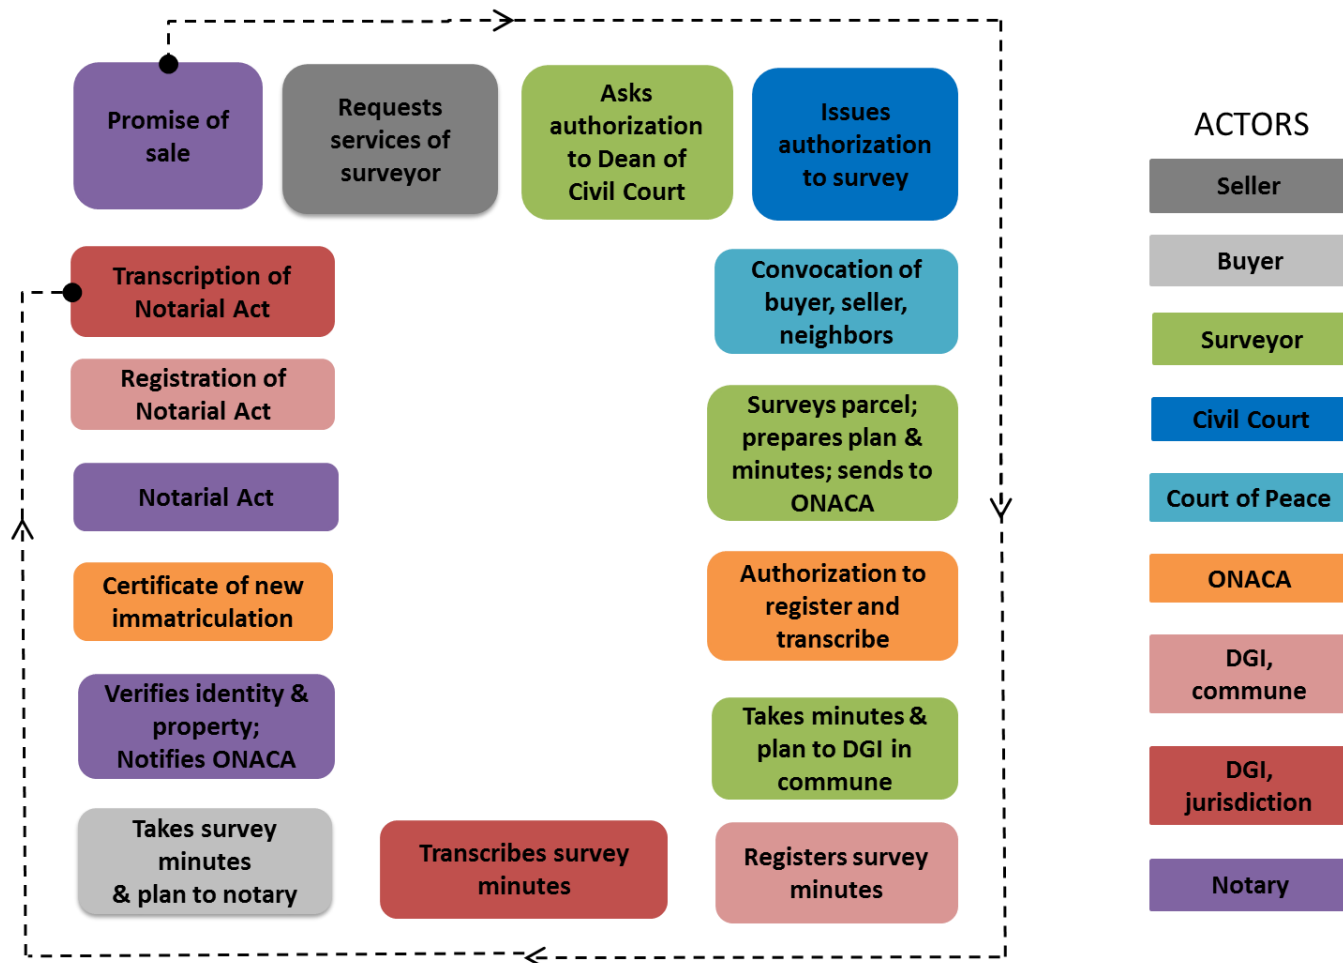 Promise of
sale
Requests
services of
surveyor
Asks
authorization
to Dean of
Civil Court
Issues
authorization
to survey
Convocation of
buyer, seller,
neighbors
Surveys parcel;
prepares plan &
minutes; sends to
ONACA
Authorization to
register and
transcribe
Takes minutes &
plan to DGI in
commune
Registers survey
minutes
Transcribes survey
minutes
Takes survey
minutes
& plan to notary
Verifies identity &
property;
Notifies ONACA
Certificate of new
immatriculation
Notarial Act
Registration of
Notarial Act
Transcription of
Notarial Act
ACTORS
Seller
Buyer
Surveyor
Civil Court
Court of Peace
ONACA
DGI,
commune
DGI,
jurisdiction
Notary